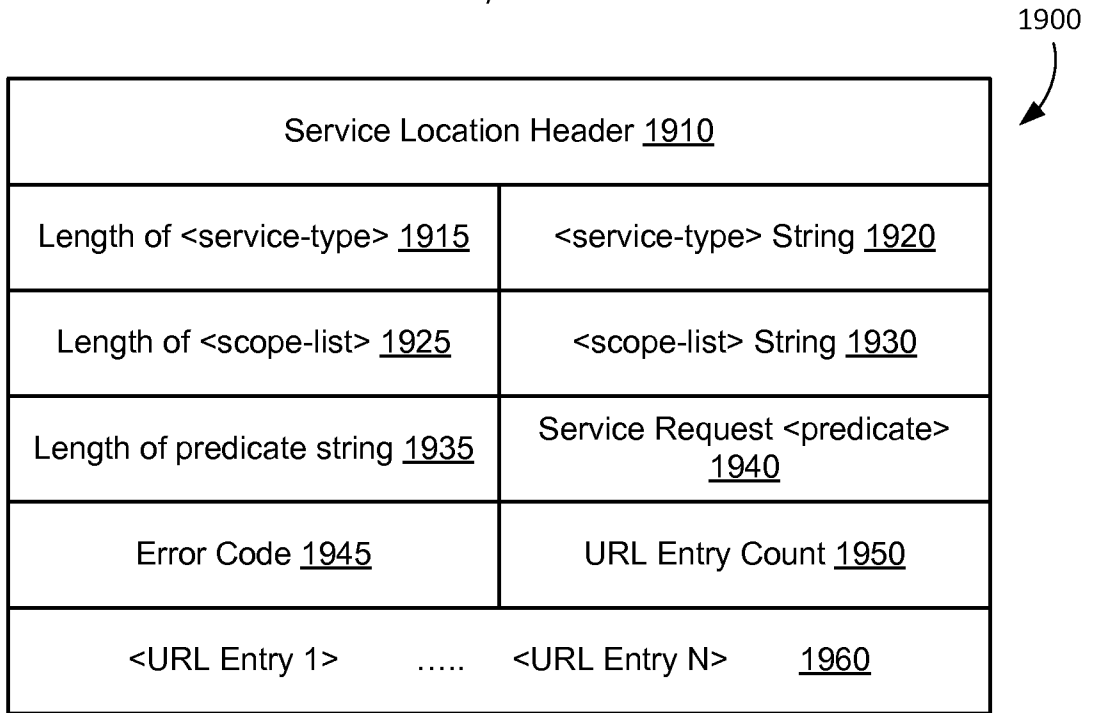 1900
Service Location Header 1910
Length of <service-type> 1915
<service-type> String 1920
Length of <scope-list> 1925
<scope-list> String 1930
Length of predicate string 1935
Service Request <predicate>
1940
Error Code 1945
URL Entry Count 1950
<URL Entry 1> ..... <URL Entry N> 1960